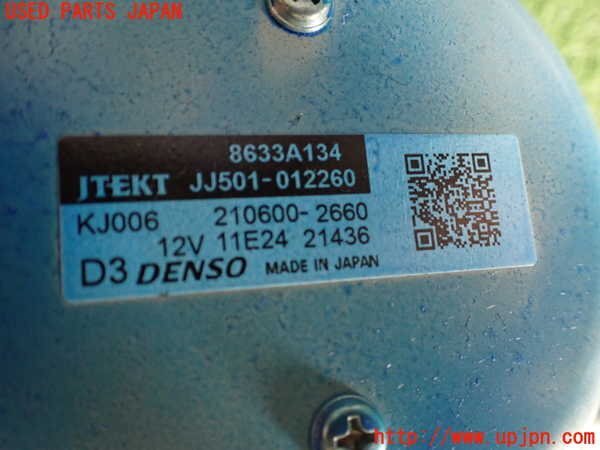 USED PARTS JAPAN
8633A134
JTEKT JJ501-012260
KJ006 210600-2660
12V 11E24 21436
D3 DENSO MADE IN JAPAN
http://www.upjpn.com/